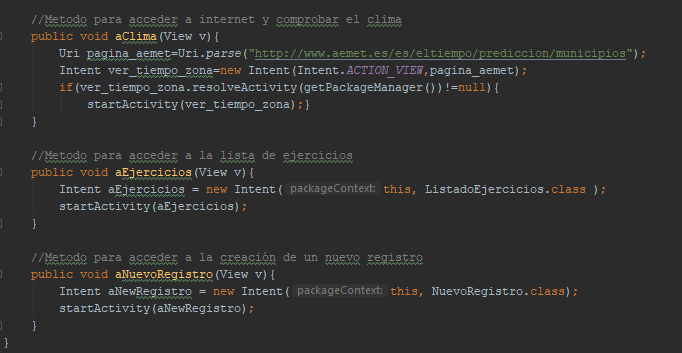 //Metodo para acceder a internet y comprobar el clima
public void aClima(View v){
Uri pagina_aemet=Uri.parse("http://www.aemet.es/es/eltiempo/prediccion/municipios");
Intent ver_tiempo_zona=new Intent(Intent.ACTION_VIEW,pagina_aemet);
if(ver_tiempo_zona.resolveActivity(getPackageManager())!=null){
startActivity(ver_tiempo_zona);}
}
//Metodo para acceder a la lista de ejercicios
public void aEjercicios(View v){
Intent aEjercicios = new Intent( packageContext: this, ListadoEjercicios.class );
startActivity(aEjercicios);
}
//Metodo para acceder a la creación de un nuevo registro
public void aNuevoRegistro(View v){
Intent aNewRegistro = new Intent( packageContext: this, NuevoRegistro.class);
startActivity(aNewRegistro);
}
}